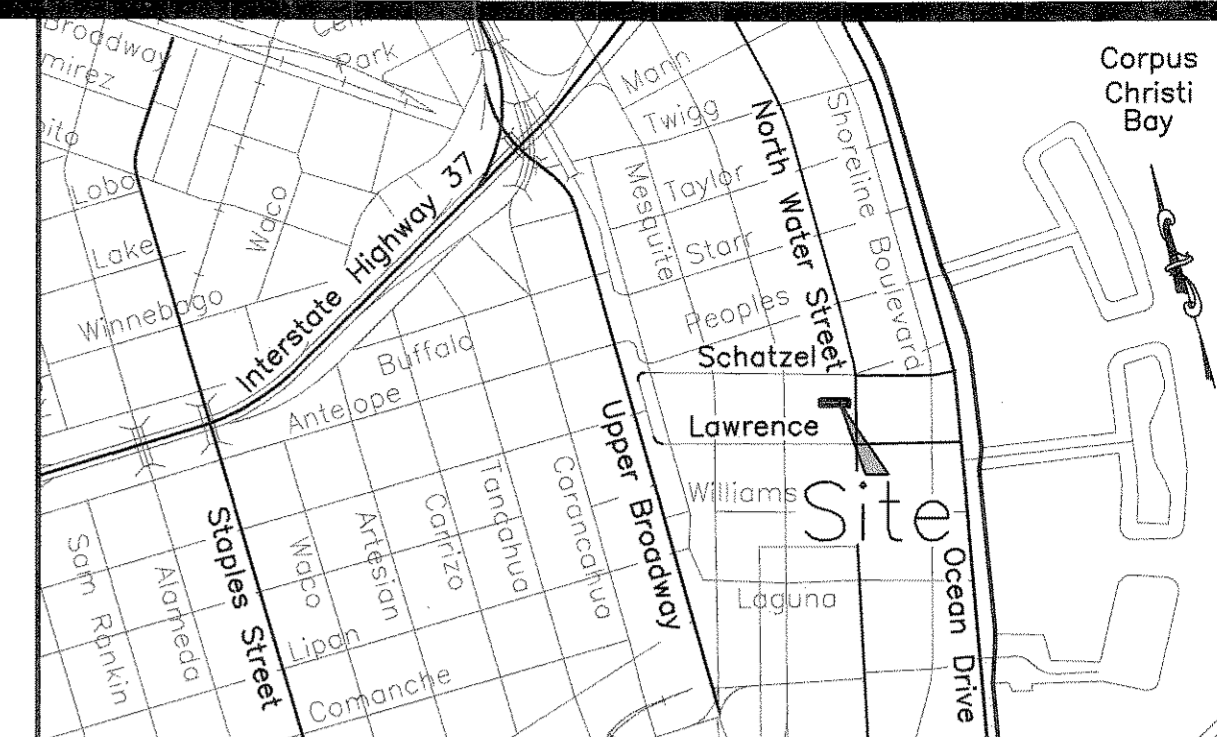 Broadway
Park
Mann
Corpus
Christi
Bay
Twigg
North Water Street
Shoreline Boulevard
Lobo
Waco
Interstate Highway 37
Mesquite
Taylor
Lake
Starr
Winnebago
Peoples
Buffalo
Schatzel
Antelope
Upper Broadway
Lawrence
Williams
Site
Staples Street
Sam Rankin
Alameda
Waco
Artesian
Carrizo
Tancahua
Carancahua
Ocean Drive
Laguna
Lipan
Comanche